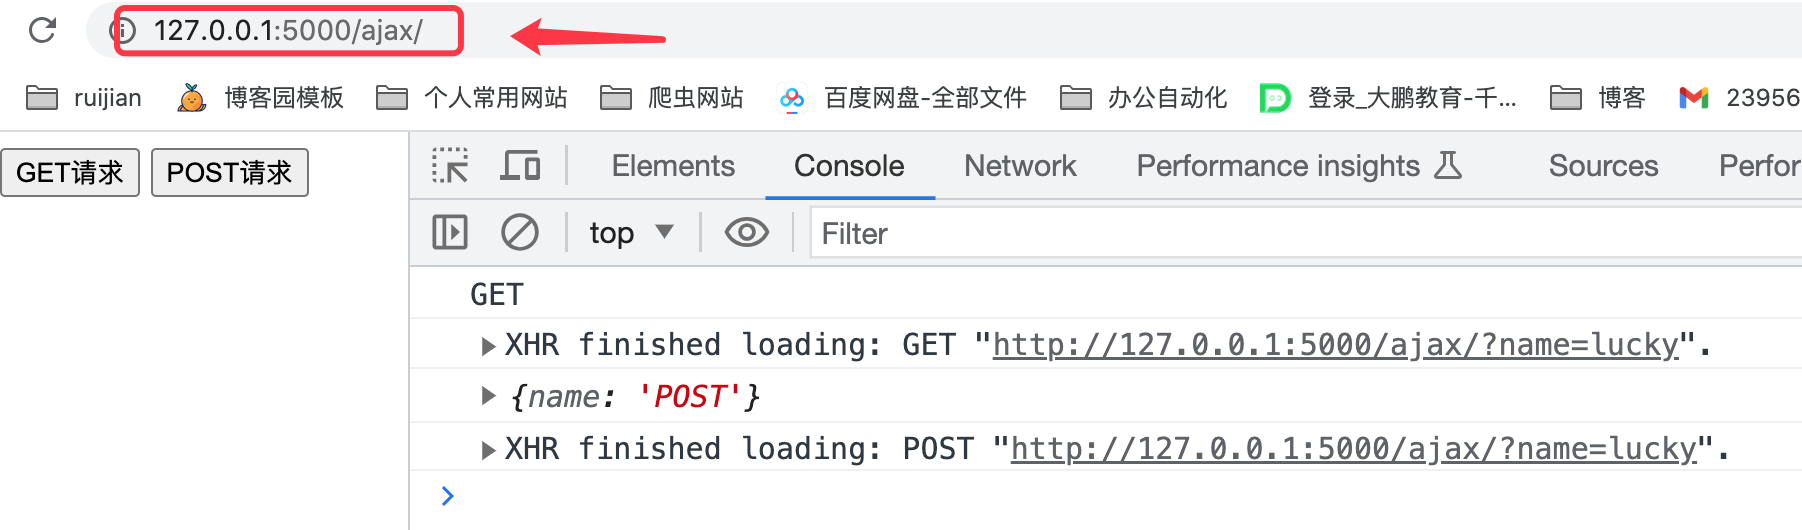 127.0.0.1:5000/ajax/
ruijian 博客园模板 个人常用网站 爬虫网站 百度网盘-全部文件 办公自动化 登录_大鹏教育-千... 博客 23956
GET请求 POST请求
Elements Console Network Performance insights Sources Perfor
top Filter
GET
XHR finished loading: GET "http://127.0.0.1:5000/ajax/?name=lucky".
{name: 'POST'}
XHR finished loading: POST "http://127.0.0.1:5000/ajax/?name=lucky".